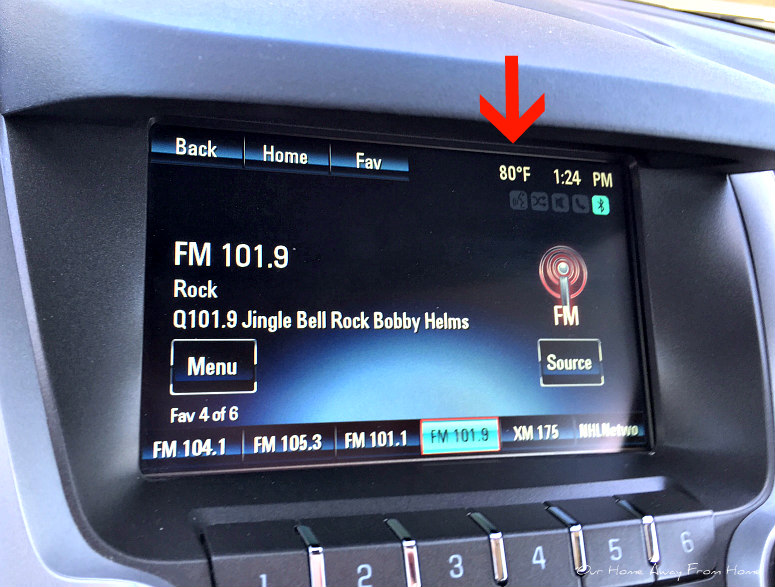 Back Home Fav
80°F 1:24 PM
FM 101.9
Rock
Q101.9 Jingle Bell Rock Bobby Helms
FM
Menu Source
Fav 4 of 6
FM 104.1 FM 105.3 FM 101.1 FM 101.9 XM 175 NHLNetwo
1 2 3 4 5 6
Our Home Away From Home